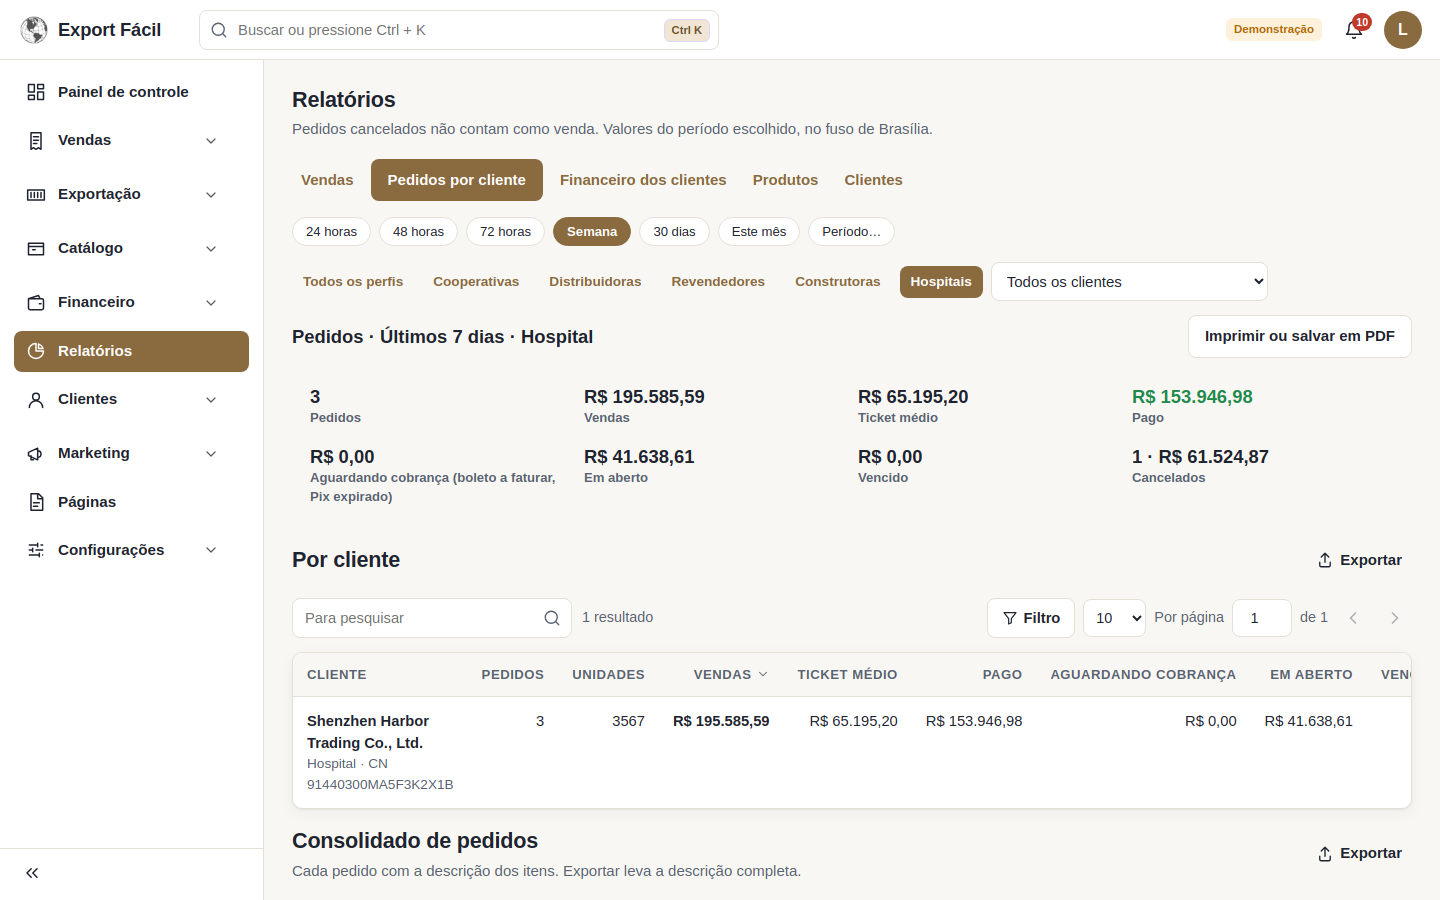 Export Fácil
Buscar ou pressione Ctrl + K
Ctrl K
Demonstração
10
L
Painel de controle
Vendas
Exportação
Catálogo
Financeiro
Relatórios
Clientes
Marketing
Páginas
Configurações
Relatórios
Pedidos cancelados não contam como venda. Valores do período escolhido, no fuso de Brasília.
Vendas Pedidos por cliente Financeiro dos clientes Produtos Clientes
24 horas 48 horas 72 horas Semana 30 dias Este mês Período…
Todos os perfis Cooperativas Distribuidoras Revendedores Construtoras Hospitais Todos os clientes
Pedidos · Últimos 7 dias · Hospital
Imprimir ou salvar em PDF
3
Pedidos
R$ 195.585,59
Vendas
R$ 65.195,20
Ticket médio
R$ 153.946,98
Pago
R$ 0,00
Aguardando cobrança (boleto a faturar,
Pix expirado)
R$ 41.638,61
Em aberto
R$ 0,00
Vencido
1 · R$ 61.524,87
Cancelados
Por cliente
Exportar
Para pesquisar
1 resultado
Filtro
10
Por página
1
de 1
CLIENTE PEDIDOS UNIDADES VENDAS TICKET MÉDIO PAGO AGUARDANDO COBRANÇA EM ABERTO VENC
Shenzhen Harbor 3 3567 R$ 195.585,59 R$ 65.195,20 R$ 153.946,98 R$ 0,00 R$ 41.638,61
Trading Co., Ltd.
Hospital · CN
91440300MA5F3K2X1B
Consolidado de pedidos
Exportar
Cada pedido com a descrição dos itens. Exportar leva a descrição completa.